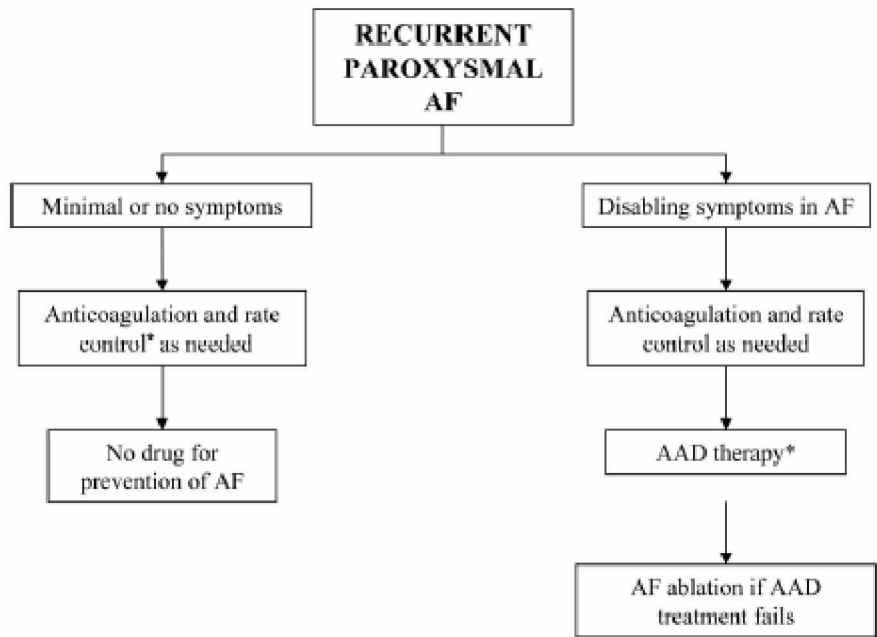 RECURRENT
PAROXYSMAL
AF
Minimal or no symptoms
Disabling symptoms in AF
Anticoagulation and rate
control* as needed
Anticoagulation and rate
control as needed
No drug for
prevention of AF
AAD therapy*
AF ablation if AAD
treatment fails